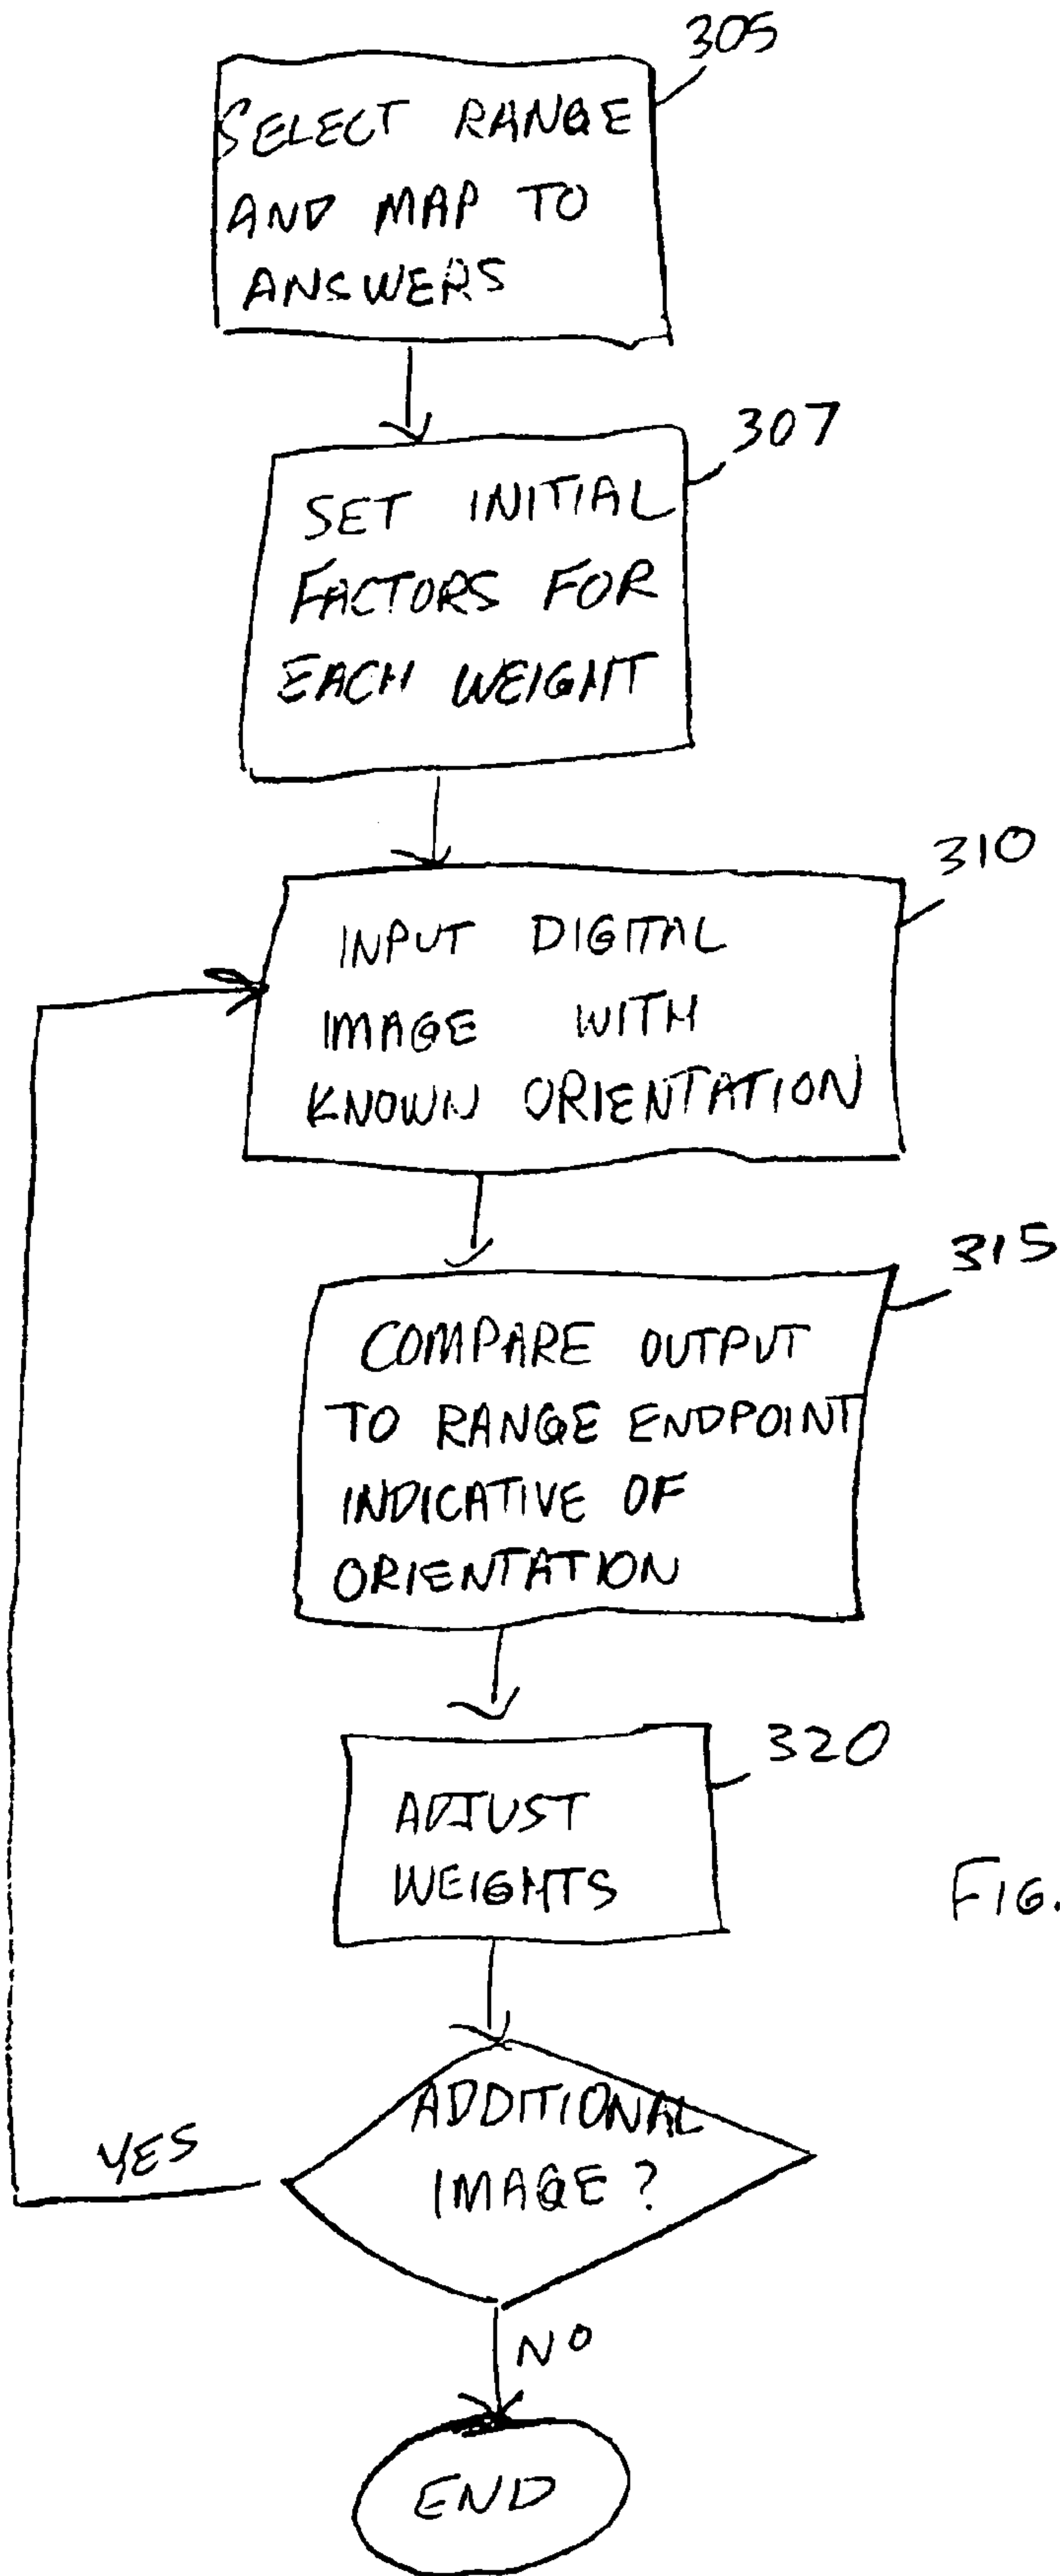 305
SELECT RANGE
AND MAP TO
ANSWERS
307
SET INITIAL
FACTORS FOR
EACH WEIGHT
310
INPUT DIGITAL
IMAGE WITH
KNOWN ORIENTATION
315
COMPARE OUTPUT
TO RANGE ENDPOINT
INDICATIVE OF
ORIENTATION
320
ADJUST
WEIGHTS
FIG.
ADDITIONAL
IMAGE?
YES
NO
END